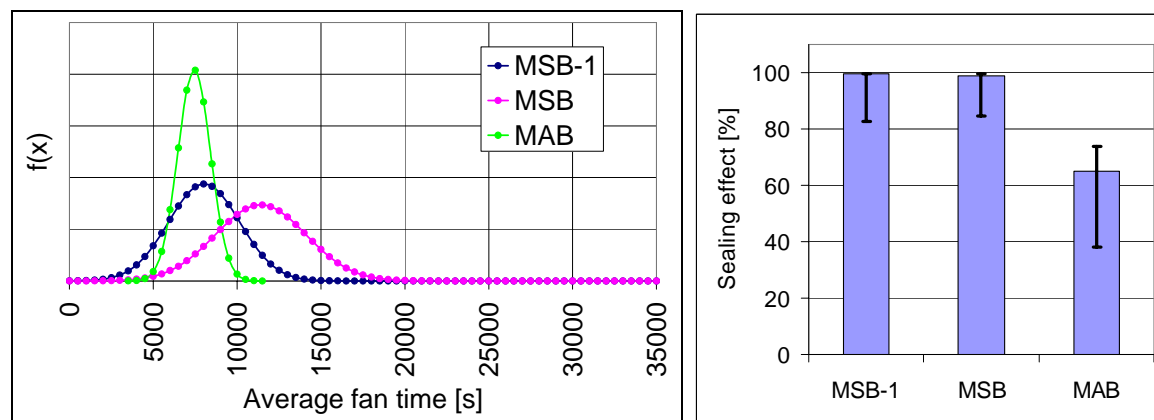 f(x)
MSB-1
MSB
MAB
0
5000
10000
15000
20000
25000
30000
35000
Average fan time [s]
Sealing effect [%]
100
80
60
40
20
0
MSB-1
MSB
MAB